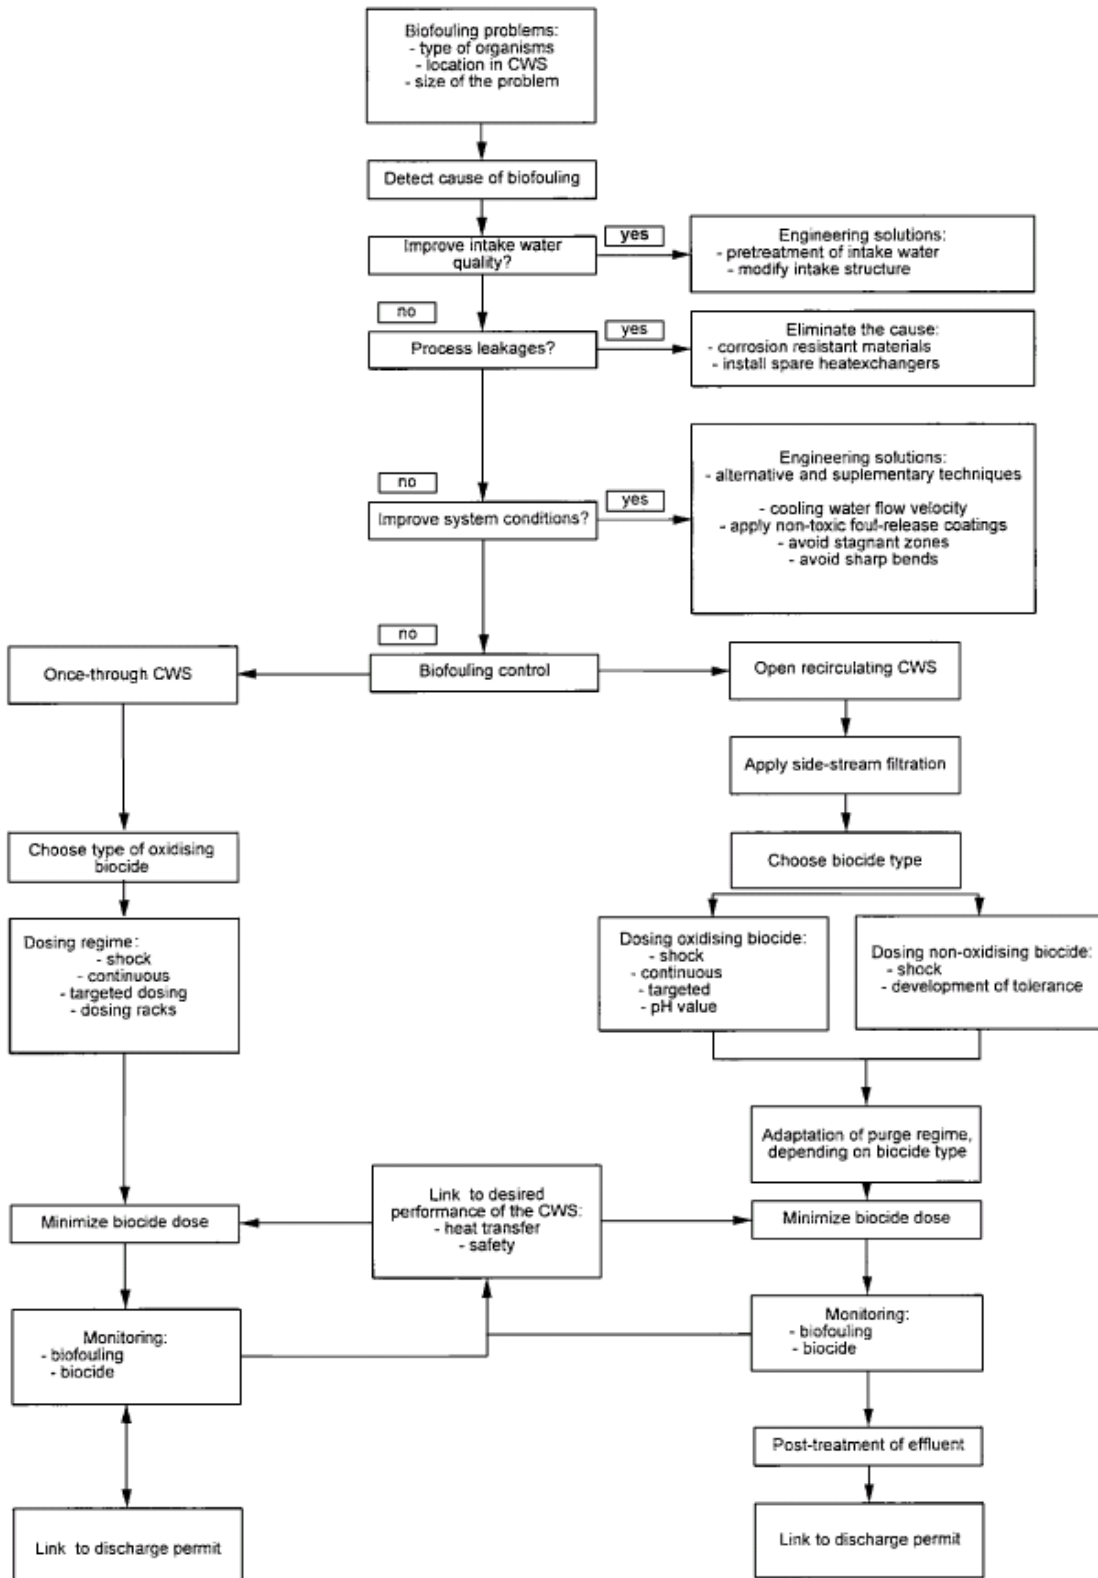 Biofouling problems:
- type of organisms
- location in CWS
- size of the problem
Detect cause of biofouling
Improve intake water
quality?
yes
Engineering solutions:
- pretreatment of intake water
- modify intake structure
no
Process leakages?
yes
Eliminate the cause:
- corrosion resistant materials
- install spare heatexchangers
no
Improve system conditions?
yes
Engineering solutions:
- alternative and suplementary techniques
- cooling water flow velocity
- apply non-toxic foul-release coatings
- avoid stagnant zones
- avoid sharp bends
no
Once-through CWS
Biofouling control
Open recirculating CWS
Apply side-stream filtration
Choose type of oxidising
biocide
Choose biocide type
Dosing regime:
- shock
- continuous
- targeted dosing
- dosing racks
Dosing oxidising biocide:
- shock
- continuous
- targeted
- pH value
Dosing non-oxidising biocide:
- shock
- development of tolerance
Adaptation of purge regime,
depending on biocide type
Minimize biocide dose
Link to desired
performance of the CWS:
- heat transfer
- safety
Minimize biocide dose
Monitoring:
- biofouling
- biocide
Monitoring:
- biofouling
- biocide
Post-treatment of effluent
Link to discharge permit
Link to discharge permit